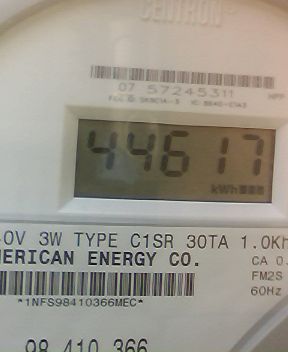 CENTRON
07 57245311
44617
kWh
3W TYPE C1SR 30TA 1.0Kh
ERICAN ENERGY CO.
CA 0.
*1NFS98410366MEC*
FM2S
60Hz
98 410 366